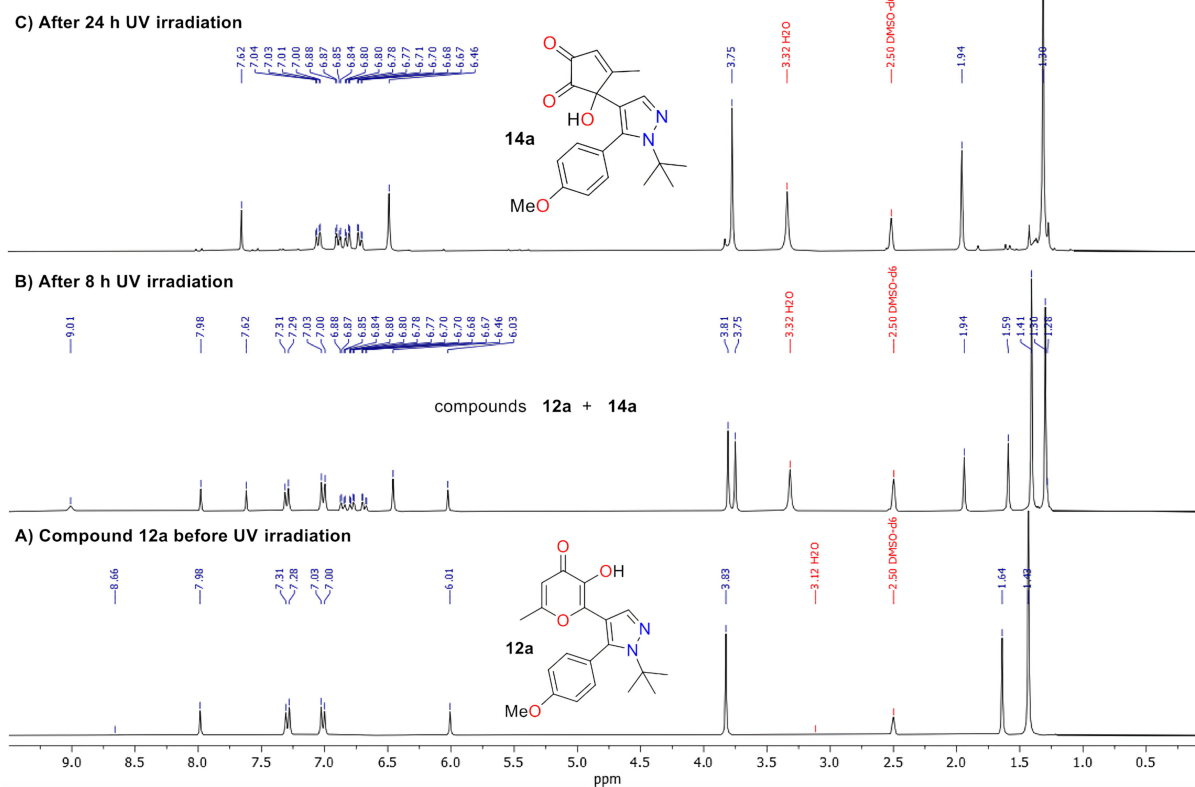 C) After 24 h UV irradiation
7.62
7.04
7.03
7.01
7.00
6.88
6.87
6.85
6.84
6.80
6.80
6.78
6.77
6.71
6.70
6.68
6.67
6.46
3.75
3.32 H2O
2.50 DMSO-d6
1.94
1.30
O
O
HO
N
N
14a
MeO
B) After 8 h UV irradiation
9.01
7.98
7.62
7.31
7.29
7.03
7.00
6.88
6.87
6.85
6.84
6.80
6.80
6.78
6.77
6.70
6.70
6.68
6.67
6.46
6.03
3.81
3.75
3.32 H2O
2.50 DMSO-d6
1.94
1.59
1.41
1.30
1.28
compounds 12a + 14a
A) Compound 12a before UV irradiation
8.66
7.98
7.31
7.28
7.03
7.00
6.01
3.83
3.12 H2O
2.50 DMSO-d6
1.64
1.43
O
OH
O
N
N
12a
MeO
9.0 8.5 8.0 7.5 7.0 6.5 6.0 5.5 5.0 4.5 4.0 3.5 3.0 2.5 2.0 1.5 1.0 0.5
ppm